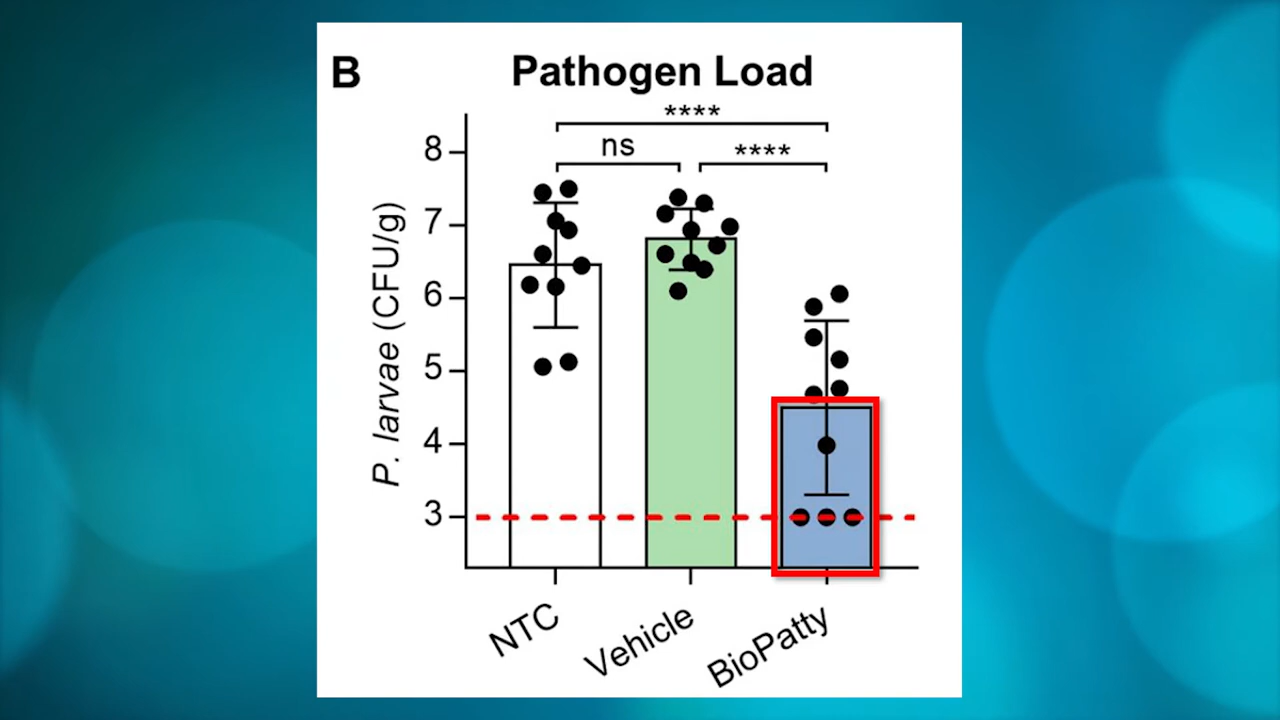 B
Pathogen Load
****
ns
****
8
7
6
5
4
3
P. larvae (CFU/g)
NTC
Vehicle
BioPatty